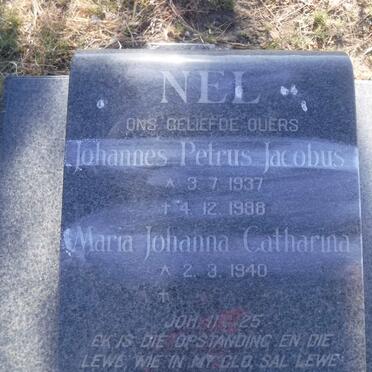 NEL
ONS GELIEFDE OUERS
Johannes Petrus Jacobus
☆ 3.7.1937
✝ 4.12.1998
Maria Johanna Catharina
☆ 2.3.1940
✝
JOH. 11 25
EK IS DIE OPSTANDING EN DIE
LEWE, WIE IN MY GLO, SAL LEWE